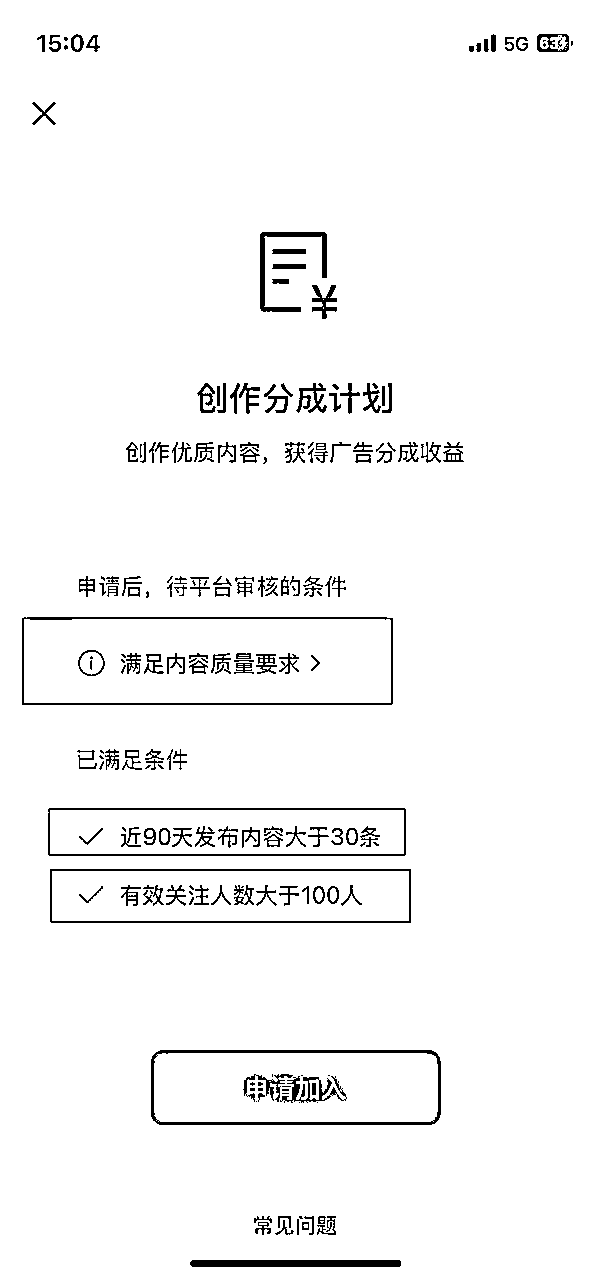 15:04
5G 63
¥
创作分成计划
创作优质内容，获得广告分成收益
申请后，待平台审核的条件
满足内容质量要求 >
已满足条件
近90天发布内容大于30条
有效关注人数大于100人
申请加入
常见问题